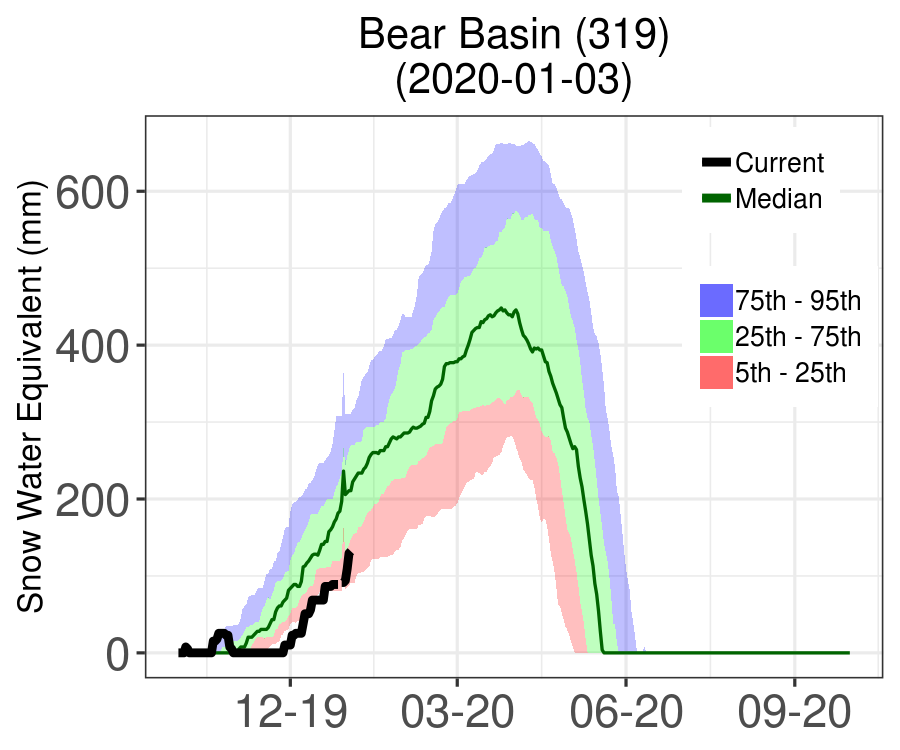 Bear Basin (319)
(2020-01-03)
Snow Water Equivalent (mm)
600
400
200
0
Current
Median
75th - 95th
25th - 75th
5th - 25th
12-19
03-20
06-20
09-20